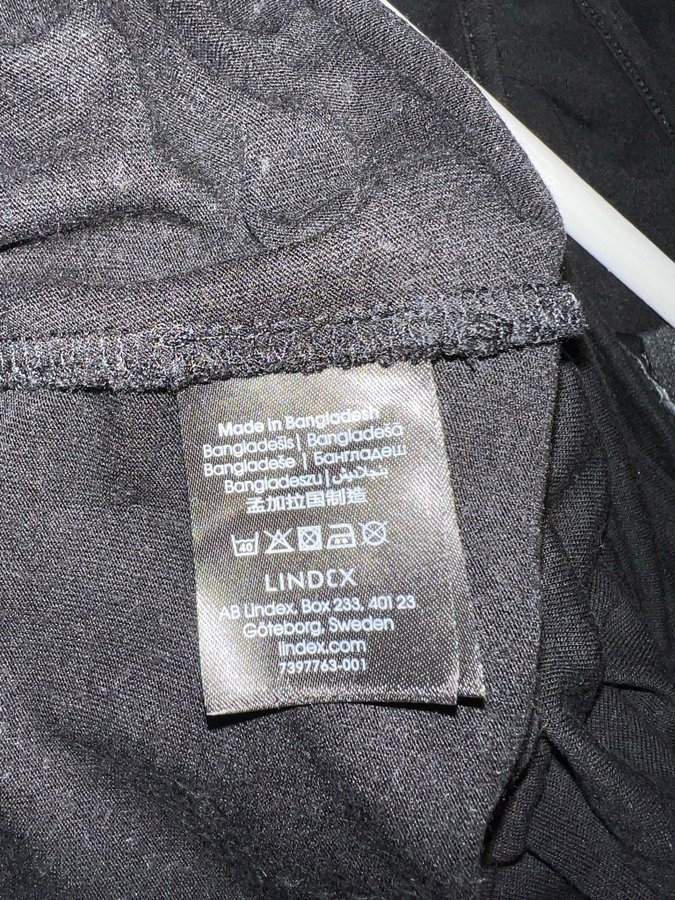 Made in Bangladesh
Bangladešis | Bangladeša
Bangladeše | Бангладеш
Bangladeszu | بنغلاديش
孟加拉国制造
40
LINDEX
AB Lindex, Box 233, 401 23
Göteborg, Sweden
lindex.com
7397763-001